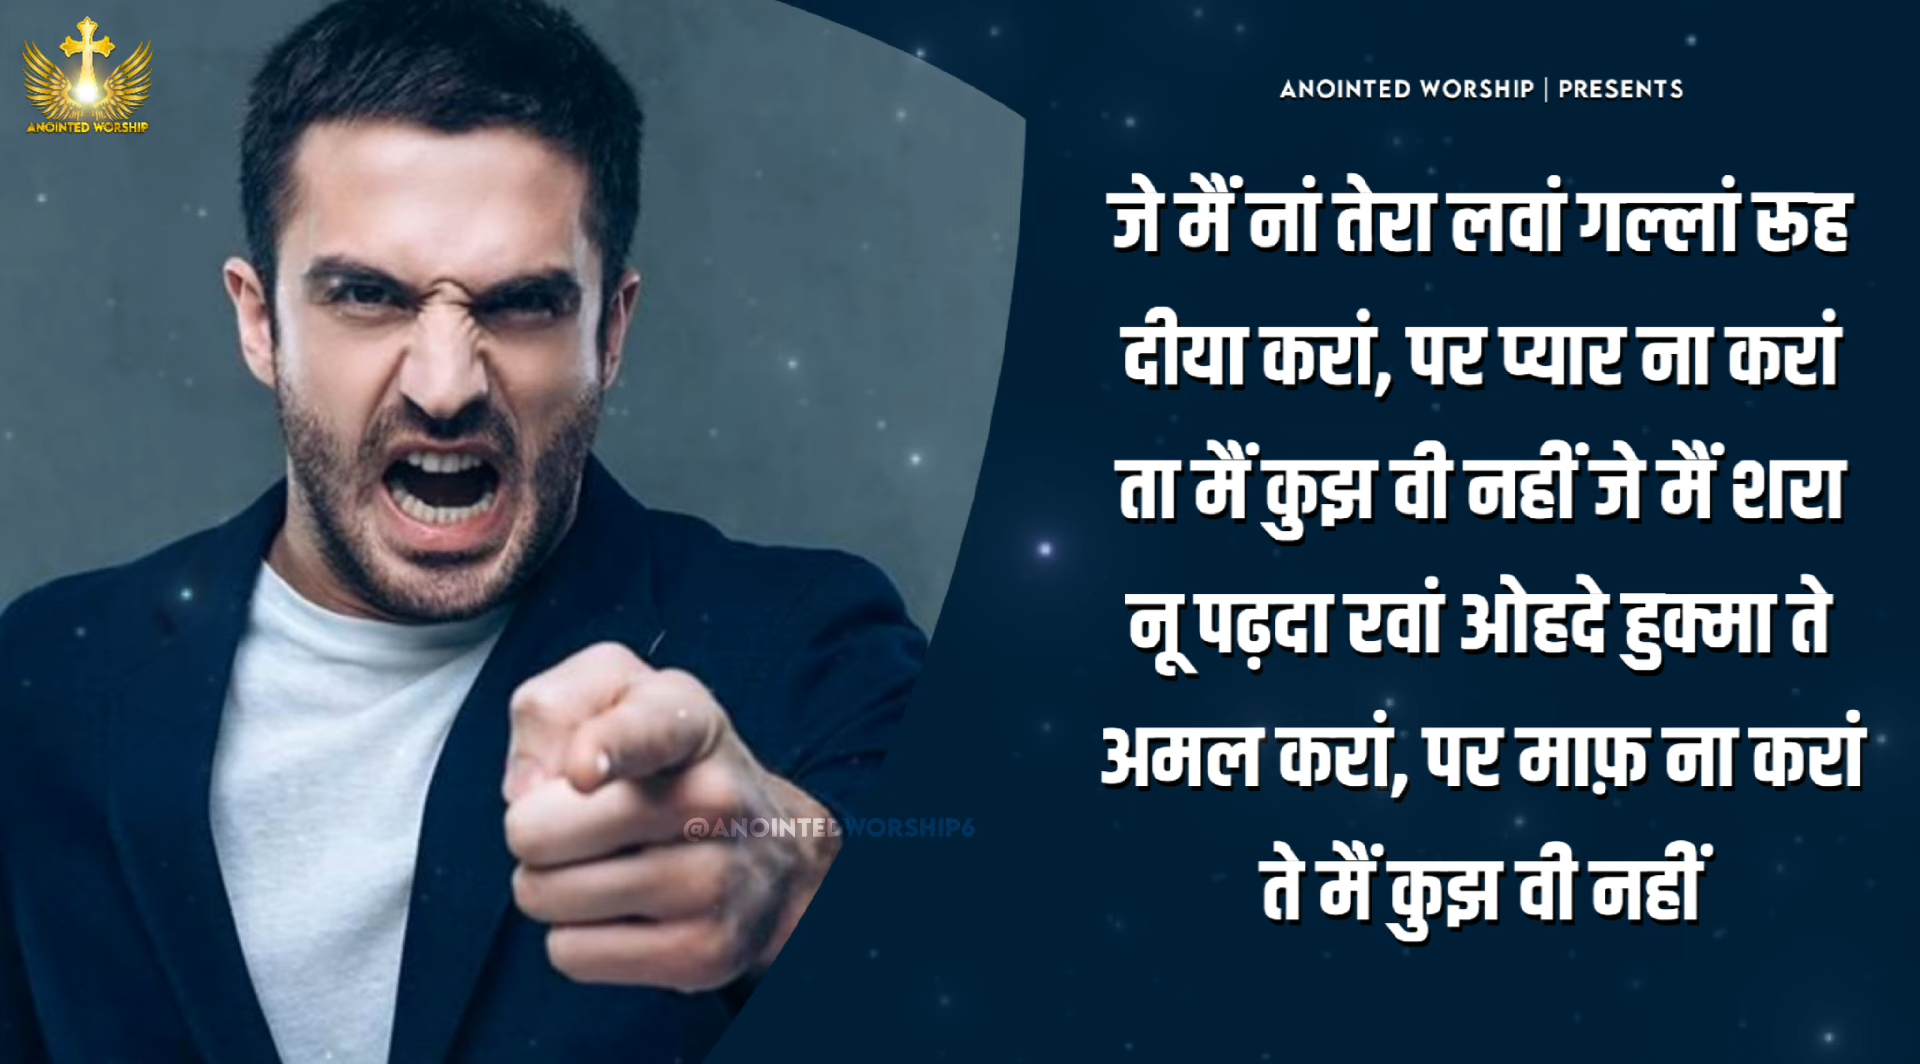 ANOINTED WORSHIP
ANOINTED WORSHIP | PRESENTS
जे मैं नां तेरा लवां गल्लां रूह
दीया करां, पर प्यार ना करां
ता मैं कुझ वी नहीं जे मैं शरा
नू पढ़दा रवां ओहदे हुक्मा ते
अमल करां, पर माफ़ ना करां
ते मैं कुझ वी नहीं
@ANOINTEDWORSHIP6